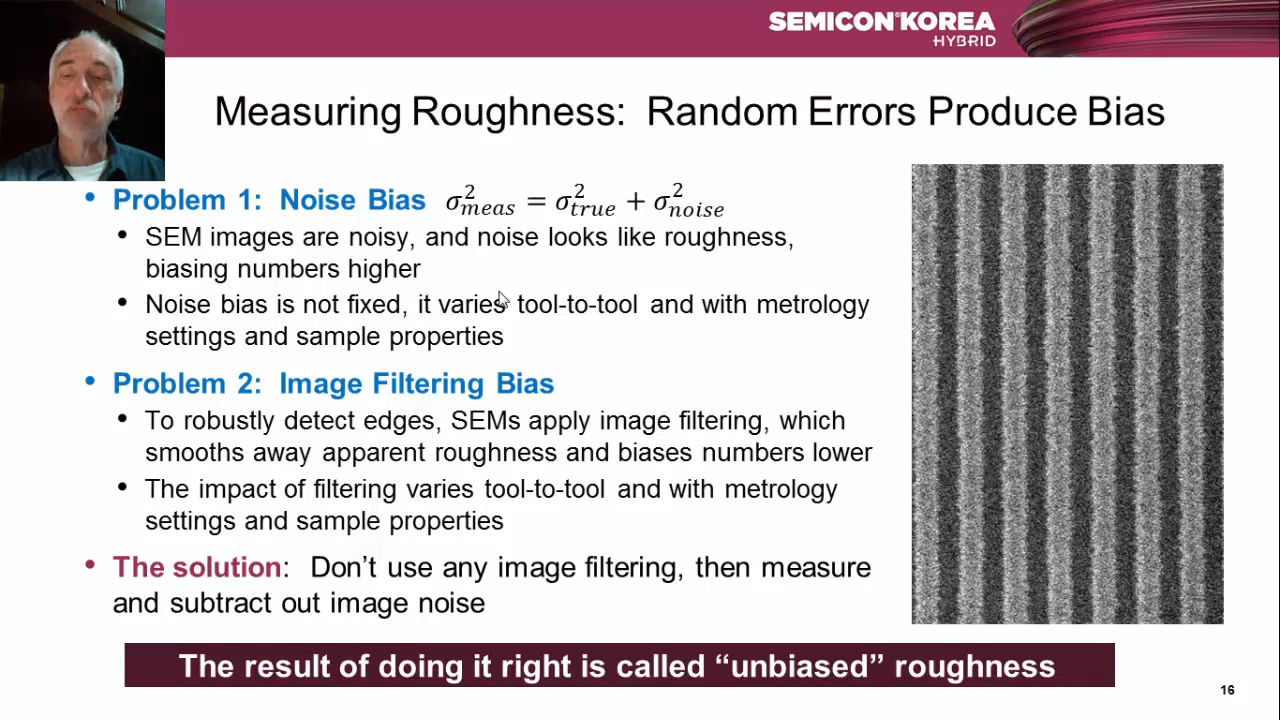 SEMICON KOREA
HYBRID
Measuring Roughness: Random Errors Produce Bias
• Problem 1: Noise Bias σ²meas = σ²true + σ²noise
• SEM images are noisy, and noise looks like roughness,
biasing numbers higher
• Noise bias is not fixed, it varies tool-to-tool and with metrology
settings and sample properties
• Problem 2: Image Filtering Bias
• To robustly detect edges, SEMs apply image filtering, which
smooths away apparent roughness and biases numbers lower
• The impact of filtering varies tool-to-tool and with metrology
settings and sample properties
• The solution: Don’t use any image filtering, then measure
and subtract out image noise
The result of doing it right is called “unbiased” roughness
16